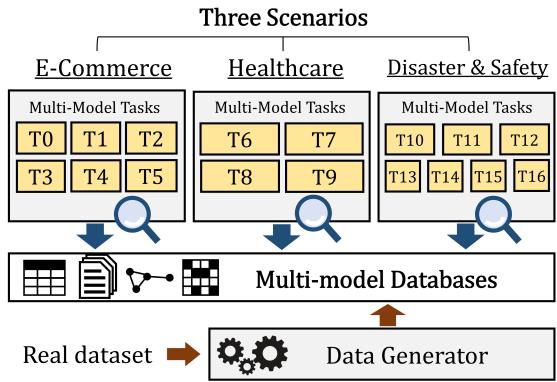 Three Scenarios
E-Commerce Healthcare Disaster & Safety
Multi-Model Tasks Multi-Model Tasks Multi-Model Tasks
T0 T1 T2 T6 T7 T10 T11 T12
T3 T4 T5 T8 T9 T13 T14 T15 T16
Multi-model Databases
Real dataset Data Generator